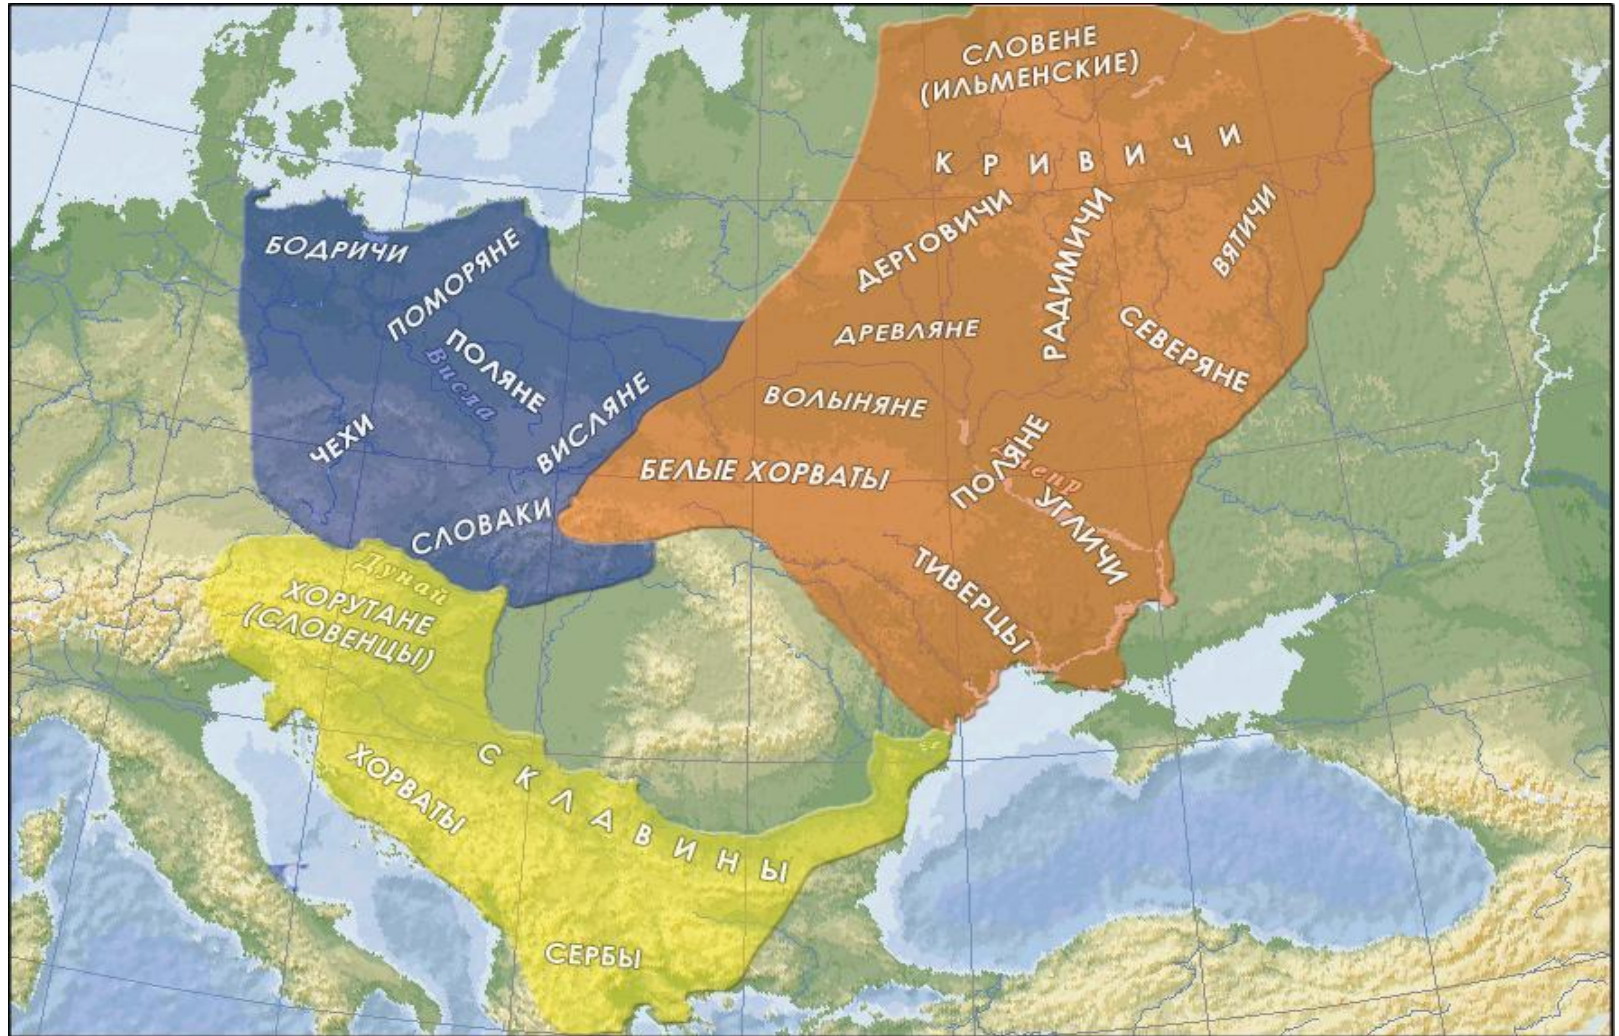 СЛОВЕНЕ
(ИЛЬМЕНСКИЕ)
КРИВИЧИ
ДЕРГОВИЧИ
РАДИМИЧИ
ВЯТИЧИ
БОДРИЧИ
ПОМОРЯНЕ
ПОЛЯНЕ
Висла
ВИСЛЯНЕ
ЧЕХИ
СЛОВАКИ
ДРЕВЛЯНЕ
СЕВЕРЯНЕ
ВОЛЫНЯНЕ
БЕЛЫЕ ХОРВАТЫ
ПОЛЯНЕ
Днепр
УГЛИЧИ
ТИВЕРЦЫ
Дунай
ХОРУТАНЕ
(СЛОВЕНЦЫ)
СКЛАВИНЫ
ХОРВАТЫ
СЕРБЫ